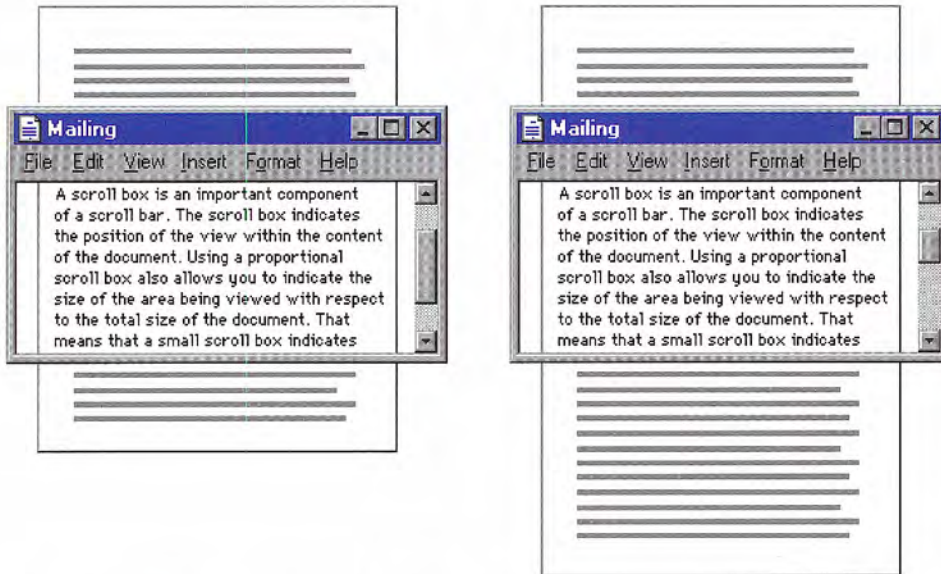 Mailing
File Edit View Insert Format Help
A scroll box is an important component
of a scroll bar. The scroll box indicates
the position of the view within the content
of the document. Using a proportional
scroll box also allows you to indicate the
size of the area being viewed with respect
to the total size of the document. That
means that a small scroll box indicates
Mailing
File Edit View Insert Format Help
A scroll box is an important component
of a scroll bar. The scroll box indicates
the position of the view within the content
of the document. Using a proportional
scroll box also allows you to indicate the
size of the area being viewed with respect
to the total size of the document. That
means that a small scroll box indicates